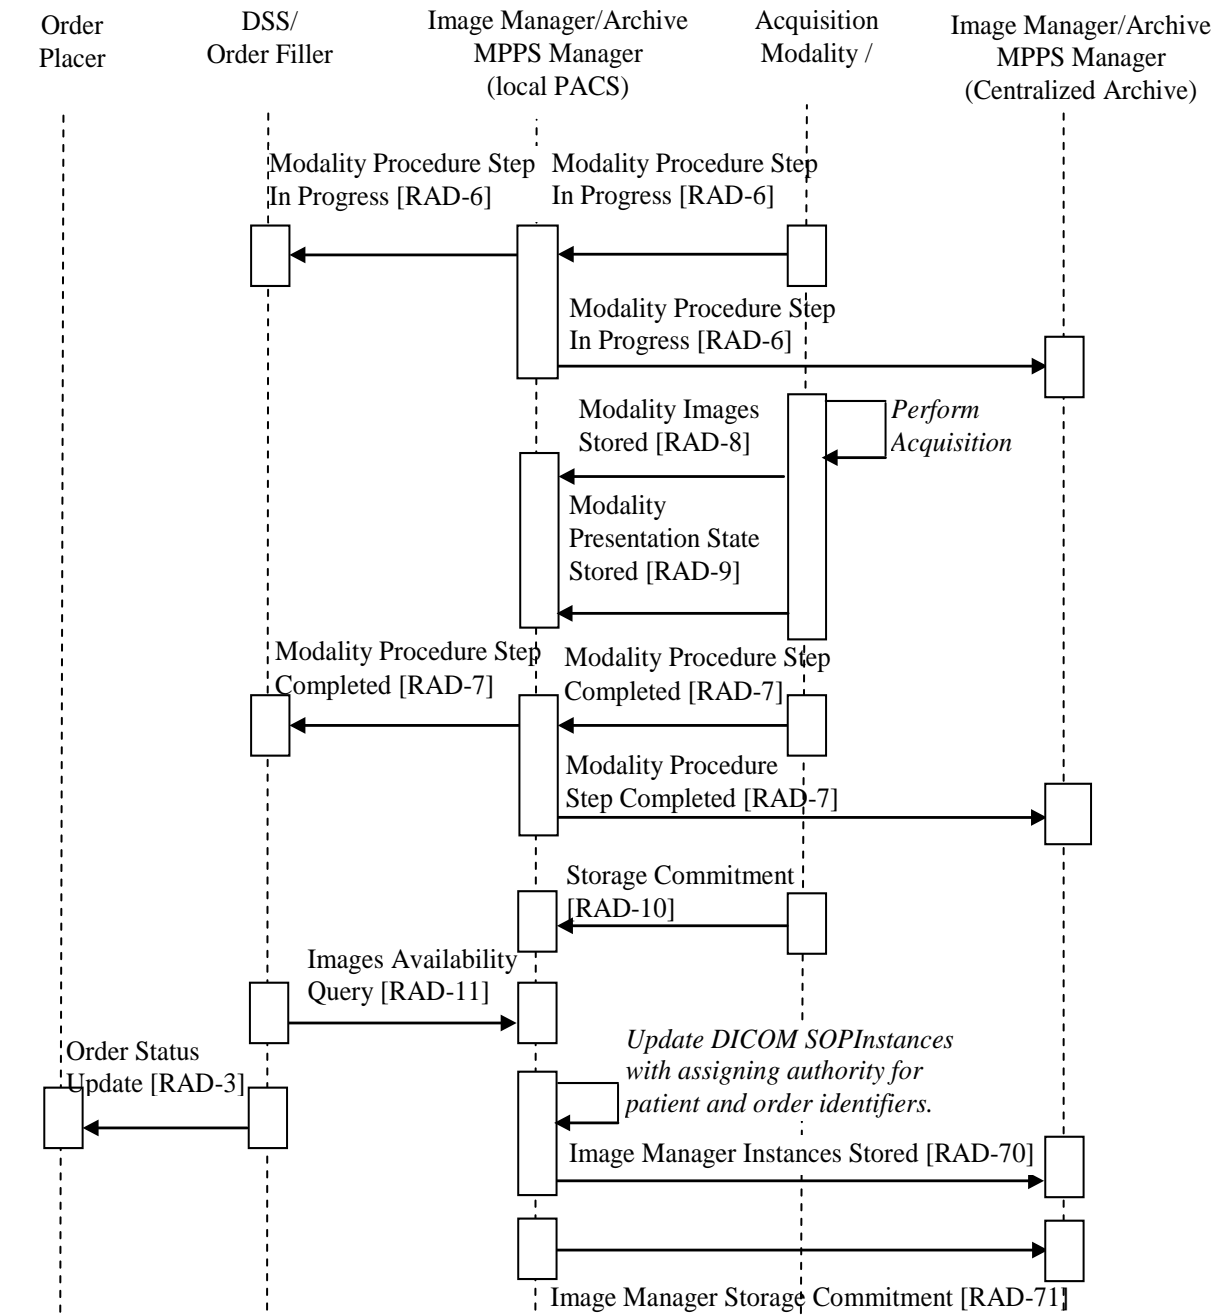 Order
Placer
DSS/
Order Filler
Image Manager/Archive
MPPS Manager
(local PACS)
Acquisition
Modality /
Image Manager/Archive
MPPS Manager
(Centralized Archive)
Modality Procedure Step
In Progress [RAD-6]
Modality Procedure Step
In Progress [RAD-6]
Modality Procedure Step
In Progress [RAD-6]
Modality Images
Stored [RAD-8]
Perform
Acquisition
Modality
Presentation State
Stored [RAD-9]
Modality Procedure Step
Completed [RAD-7]
Modality Procedure Step
Completed [RAD-7]
Modality Procedure
Step Completed [RAD-7]
Storage Commitment
[RAD-10]
Images Availability
Query [RAD-11]
Order Status
Update [RAD-3]
Update DICOM SOPInstances
with assigning authority for
patient and order identifiers.
Image Manager Instances Stored [RAD-70]
Image Manager Storage Commitment [RAD-71]